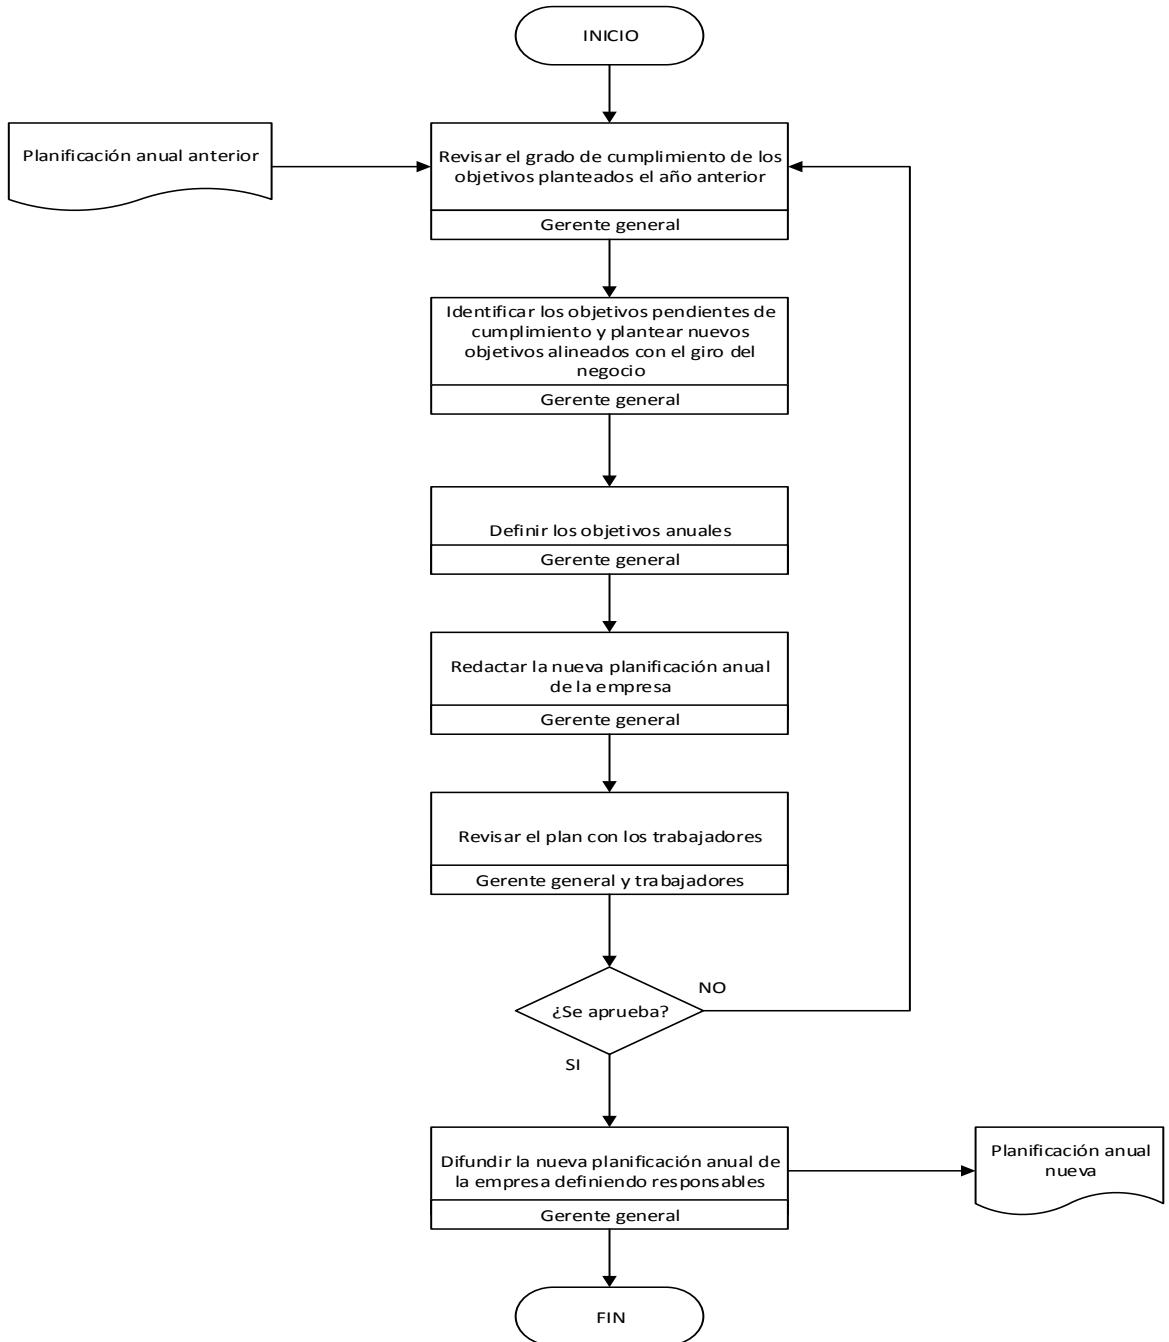 INICIO
Planificación anual anterior
Revisar el grado de cumplimiento de los
objetivos planteados el año anterior
Gerente general
Identificar los objetivos pendientes de
cumplimiento y plantear nuevos
objetivos alineados con el giro del
negocio
Gerente general
Definir los objetivos anuales
Gerente general
Redactar la nueva planificación anual
de la empresa
Gerente general
Revisar el plan con los trabajadores
Gerente general y trabajadores
¿Se aprueba?
NO
SI
Difundir la nueva planificación anual de
la empresa definiendo responsables
Gerente general
Planificación anual
nueva
FIN